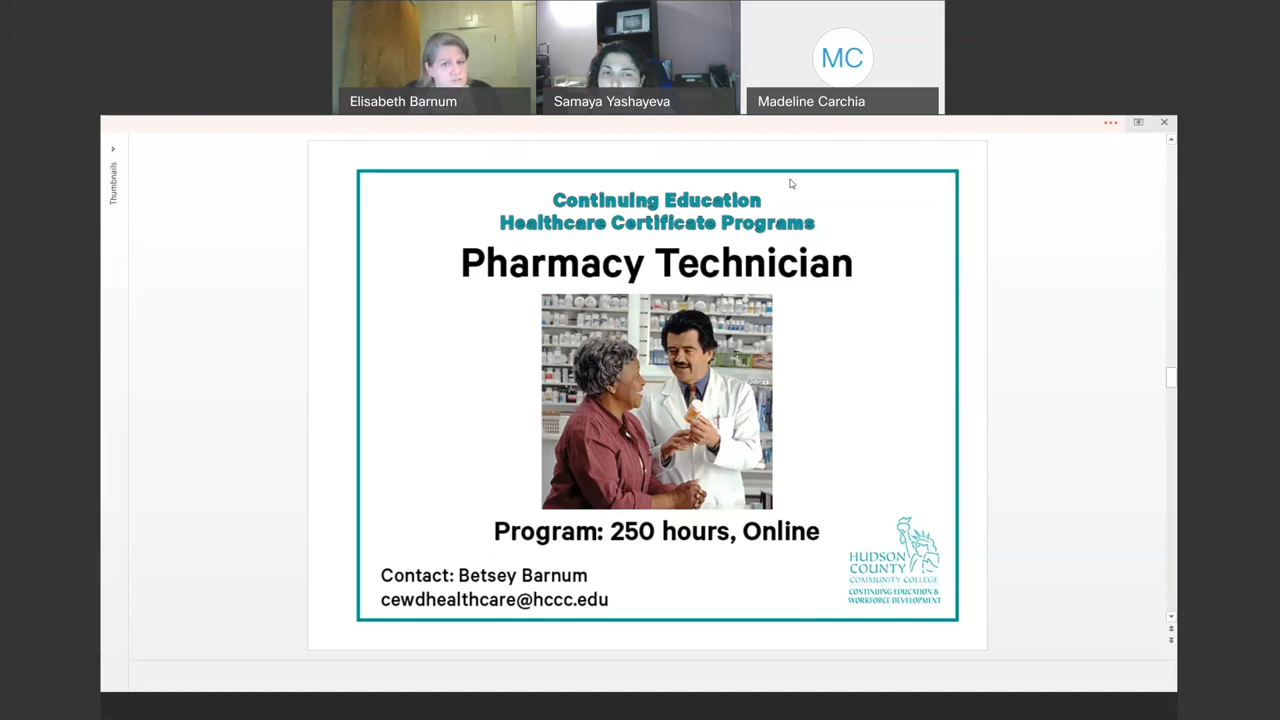 Elisabeth Barnum
Samaya Yashayeva
MC
Madeline Carchia
Thumbnails
Continuing Education
Healthcare Certificate Programs
Pharmacy Technician
Program: 250 hours, Online
Contact: Betsey Barnum
cewdhealthcare@hccc.edu
HUDSON
COUNTY
COMMUNITY COLLEGE
CONTINUING EDUCATION &
WORKFORCE DEVELOPMENT